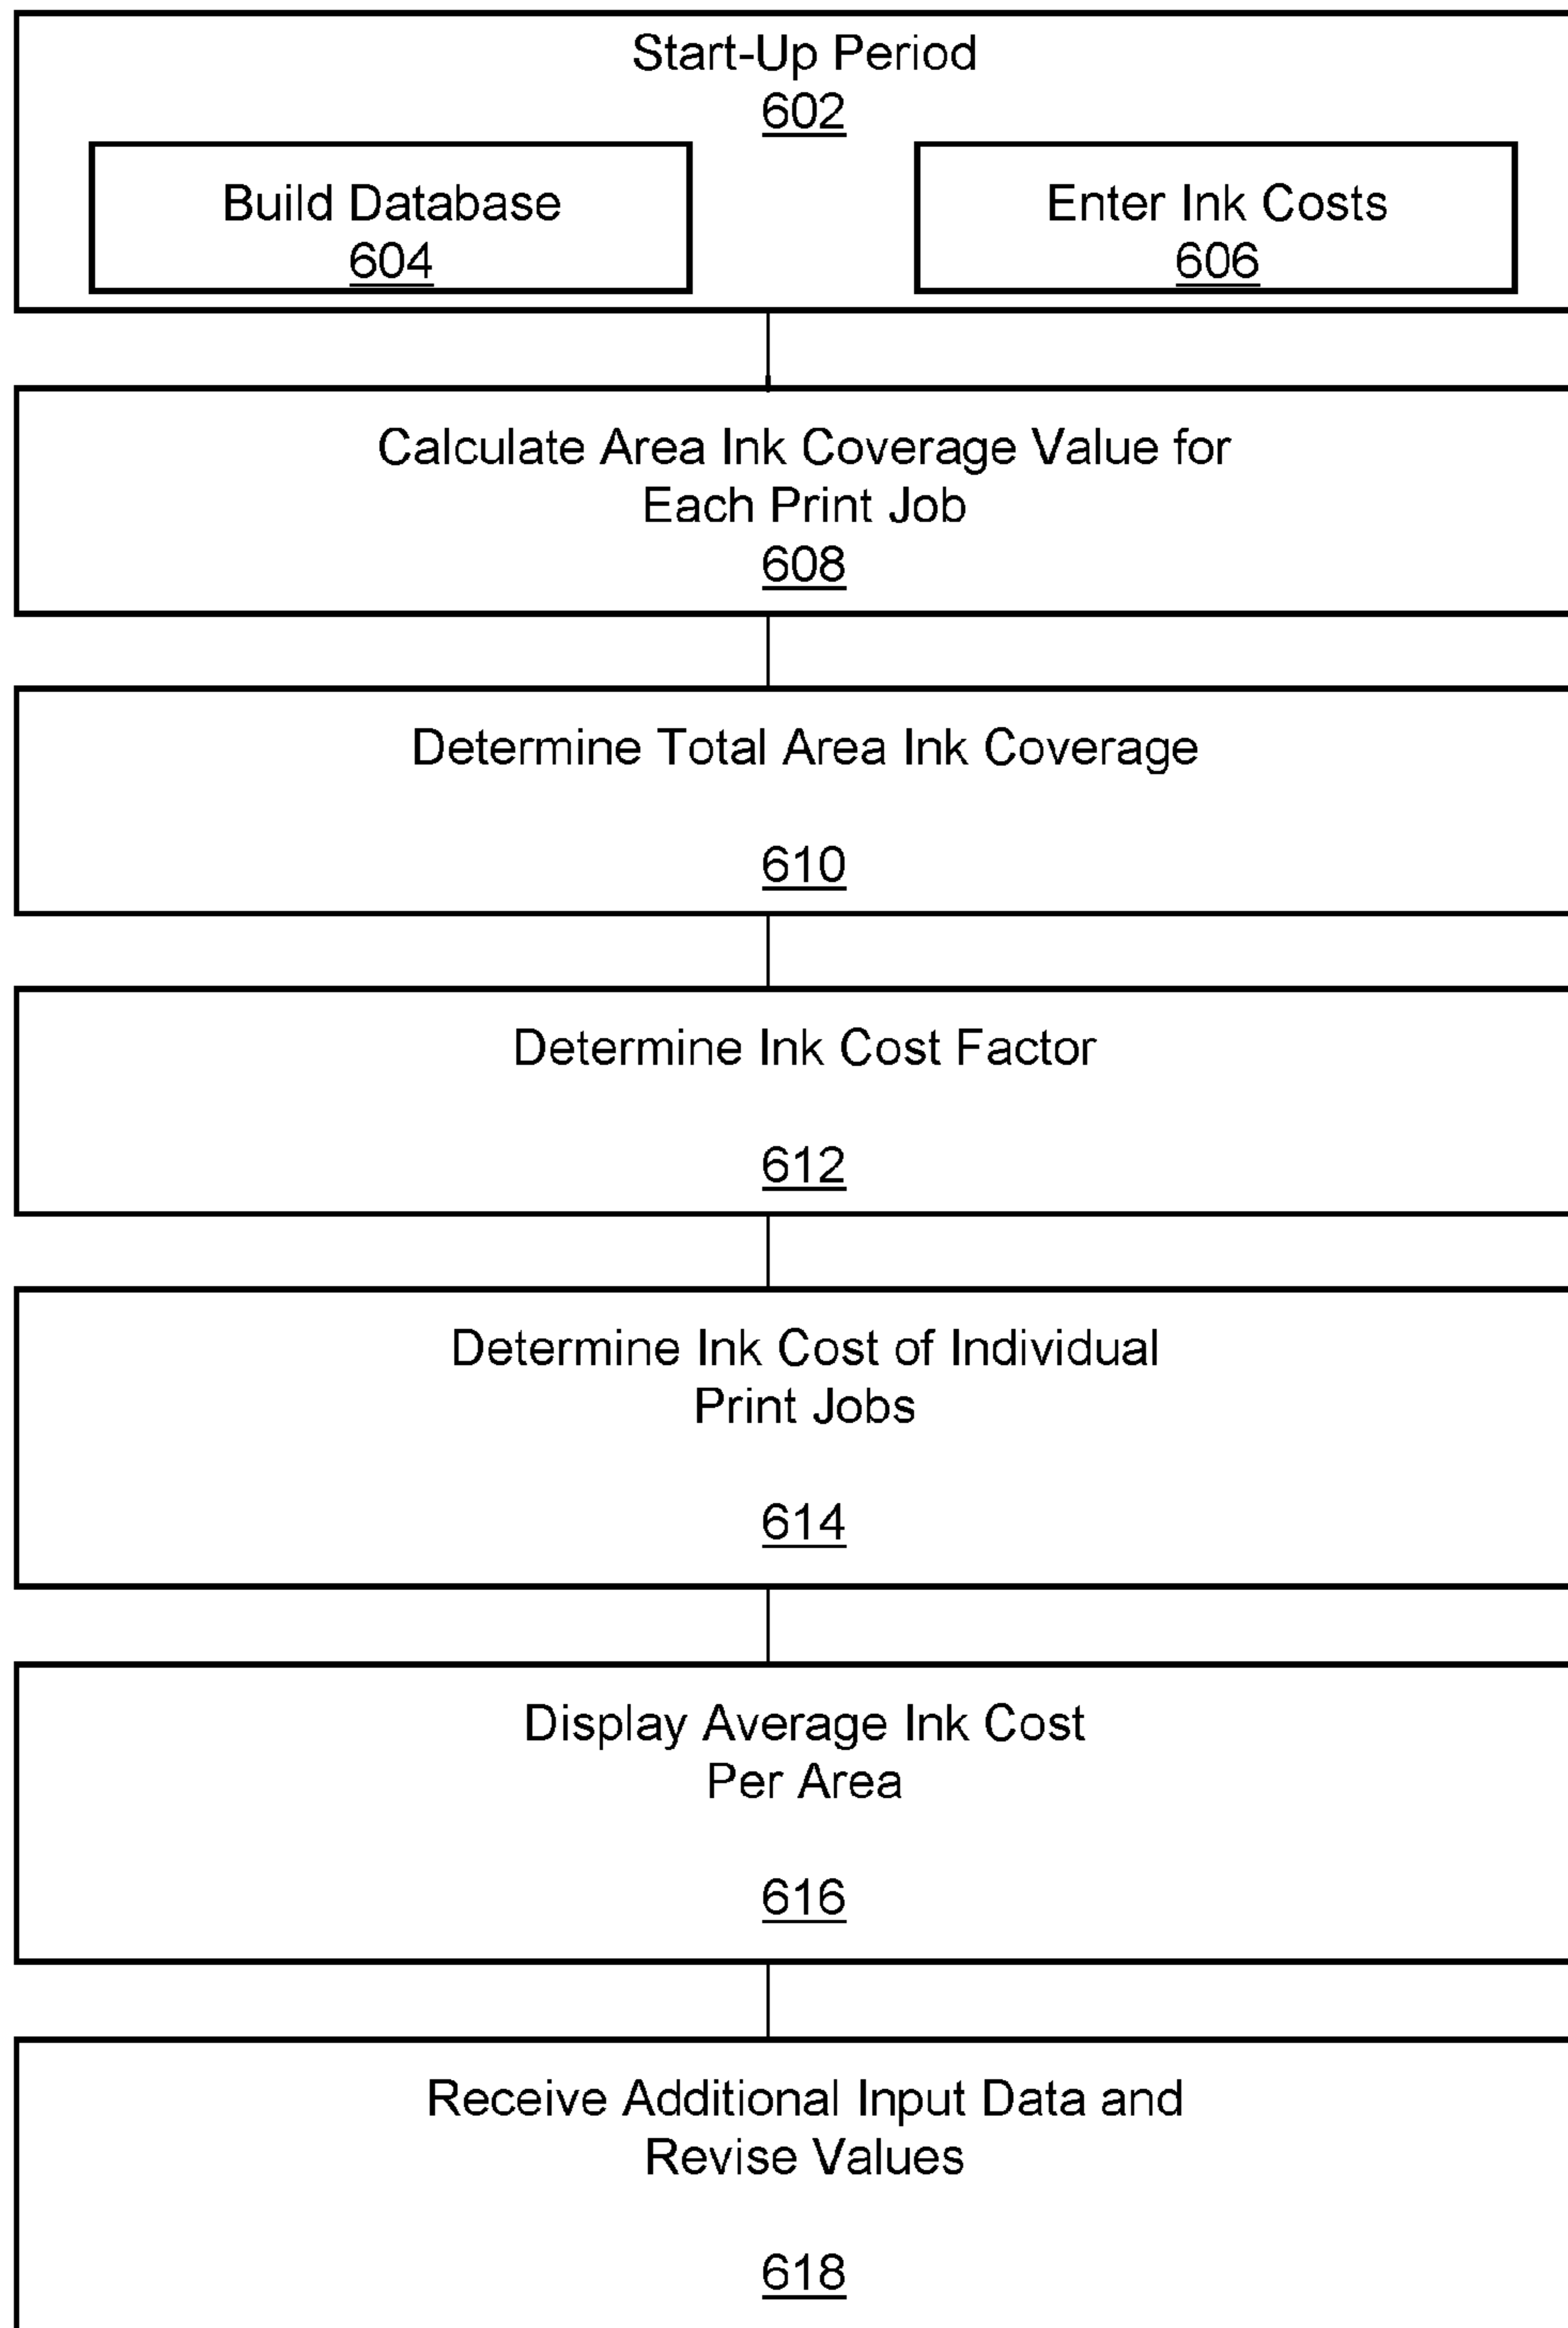 Start-Up Period
602
Build Database
604
Enter Ink Costs
606
Calculate Area Ink Coverage Value for
Each Print Job
608
Determine Total Area Ink Coverage
610
Determine Ink Cost Factor
612
Determine Ink Cost of Individual
Print Jobs
614
Display Average Ink Cost
Per Area
616
Receive Additional Input Data and
Revise Values
618